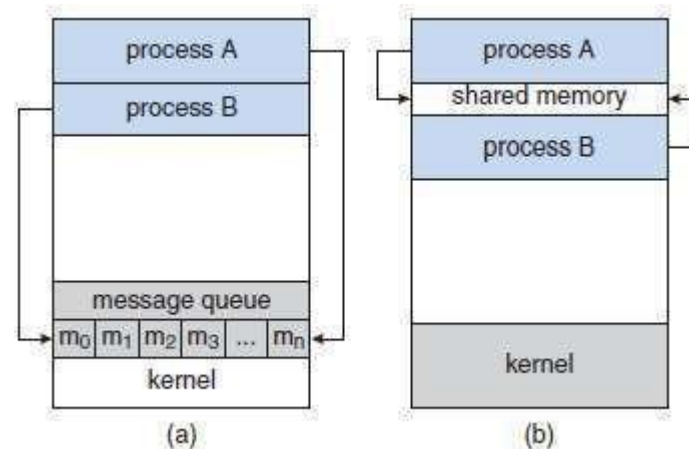 process A
process B
message queue
m0 m1 m2 m3 ... mn
kernel
(a)
process A
shared memory
process B
kernel
(b)